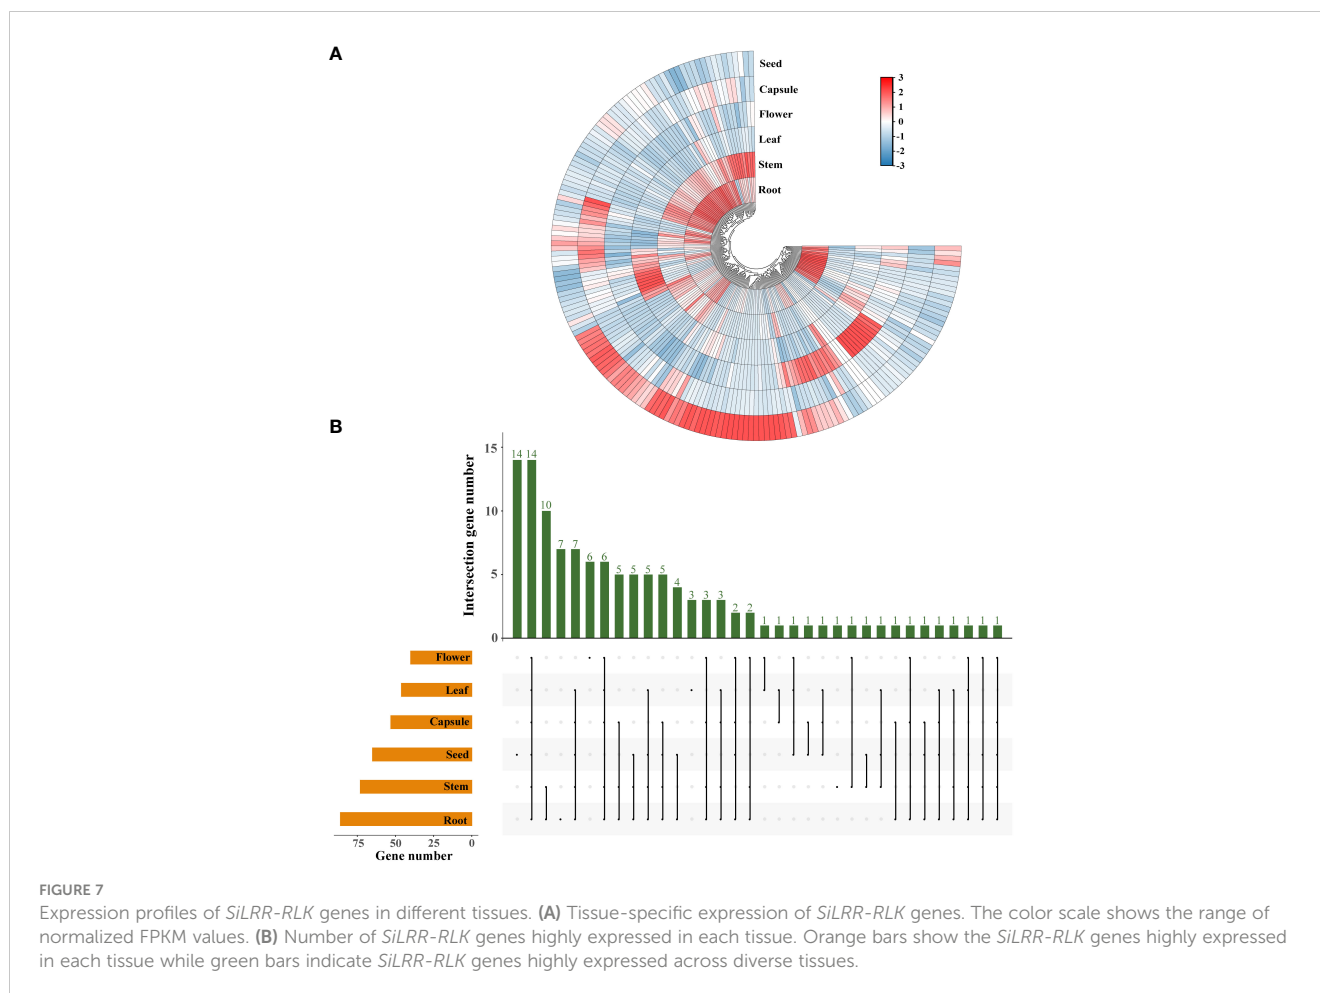 A
Seed
Capsule
Flower
Leaf
Stem
Root
3
2
1
0
-1
-2
-3
B
Intersection gene number
15
10
5
0
14 14 10 7 7 6 6 5 5 5 5 4 3 3 3 2 2 1 1 1 1 1 1 1 1 1 1 1 1 1 1 1 1 1
Flower
Leaf
Capsule
Seed
Stem
Root
75 50 25 0
Gene number
FIGURE 7
Expression profiles of SiLRR-RLK genes in different tissues. (A) Tissue-specific expression of SiLRR-RLK genes. The color scale shows the range of
normalized FPKM values. (B) Number of SiLRR-RLK genes highly expressed in each tissue. Orange bars show the SiLRR-RLK genes highly expressed
in each tissue while green bars indicate SiLRR-RLK genes highly expressed across diverse tissues.